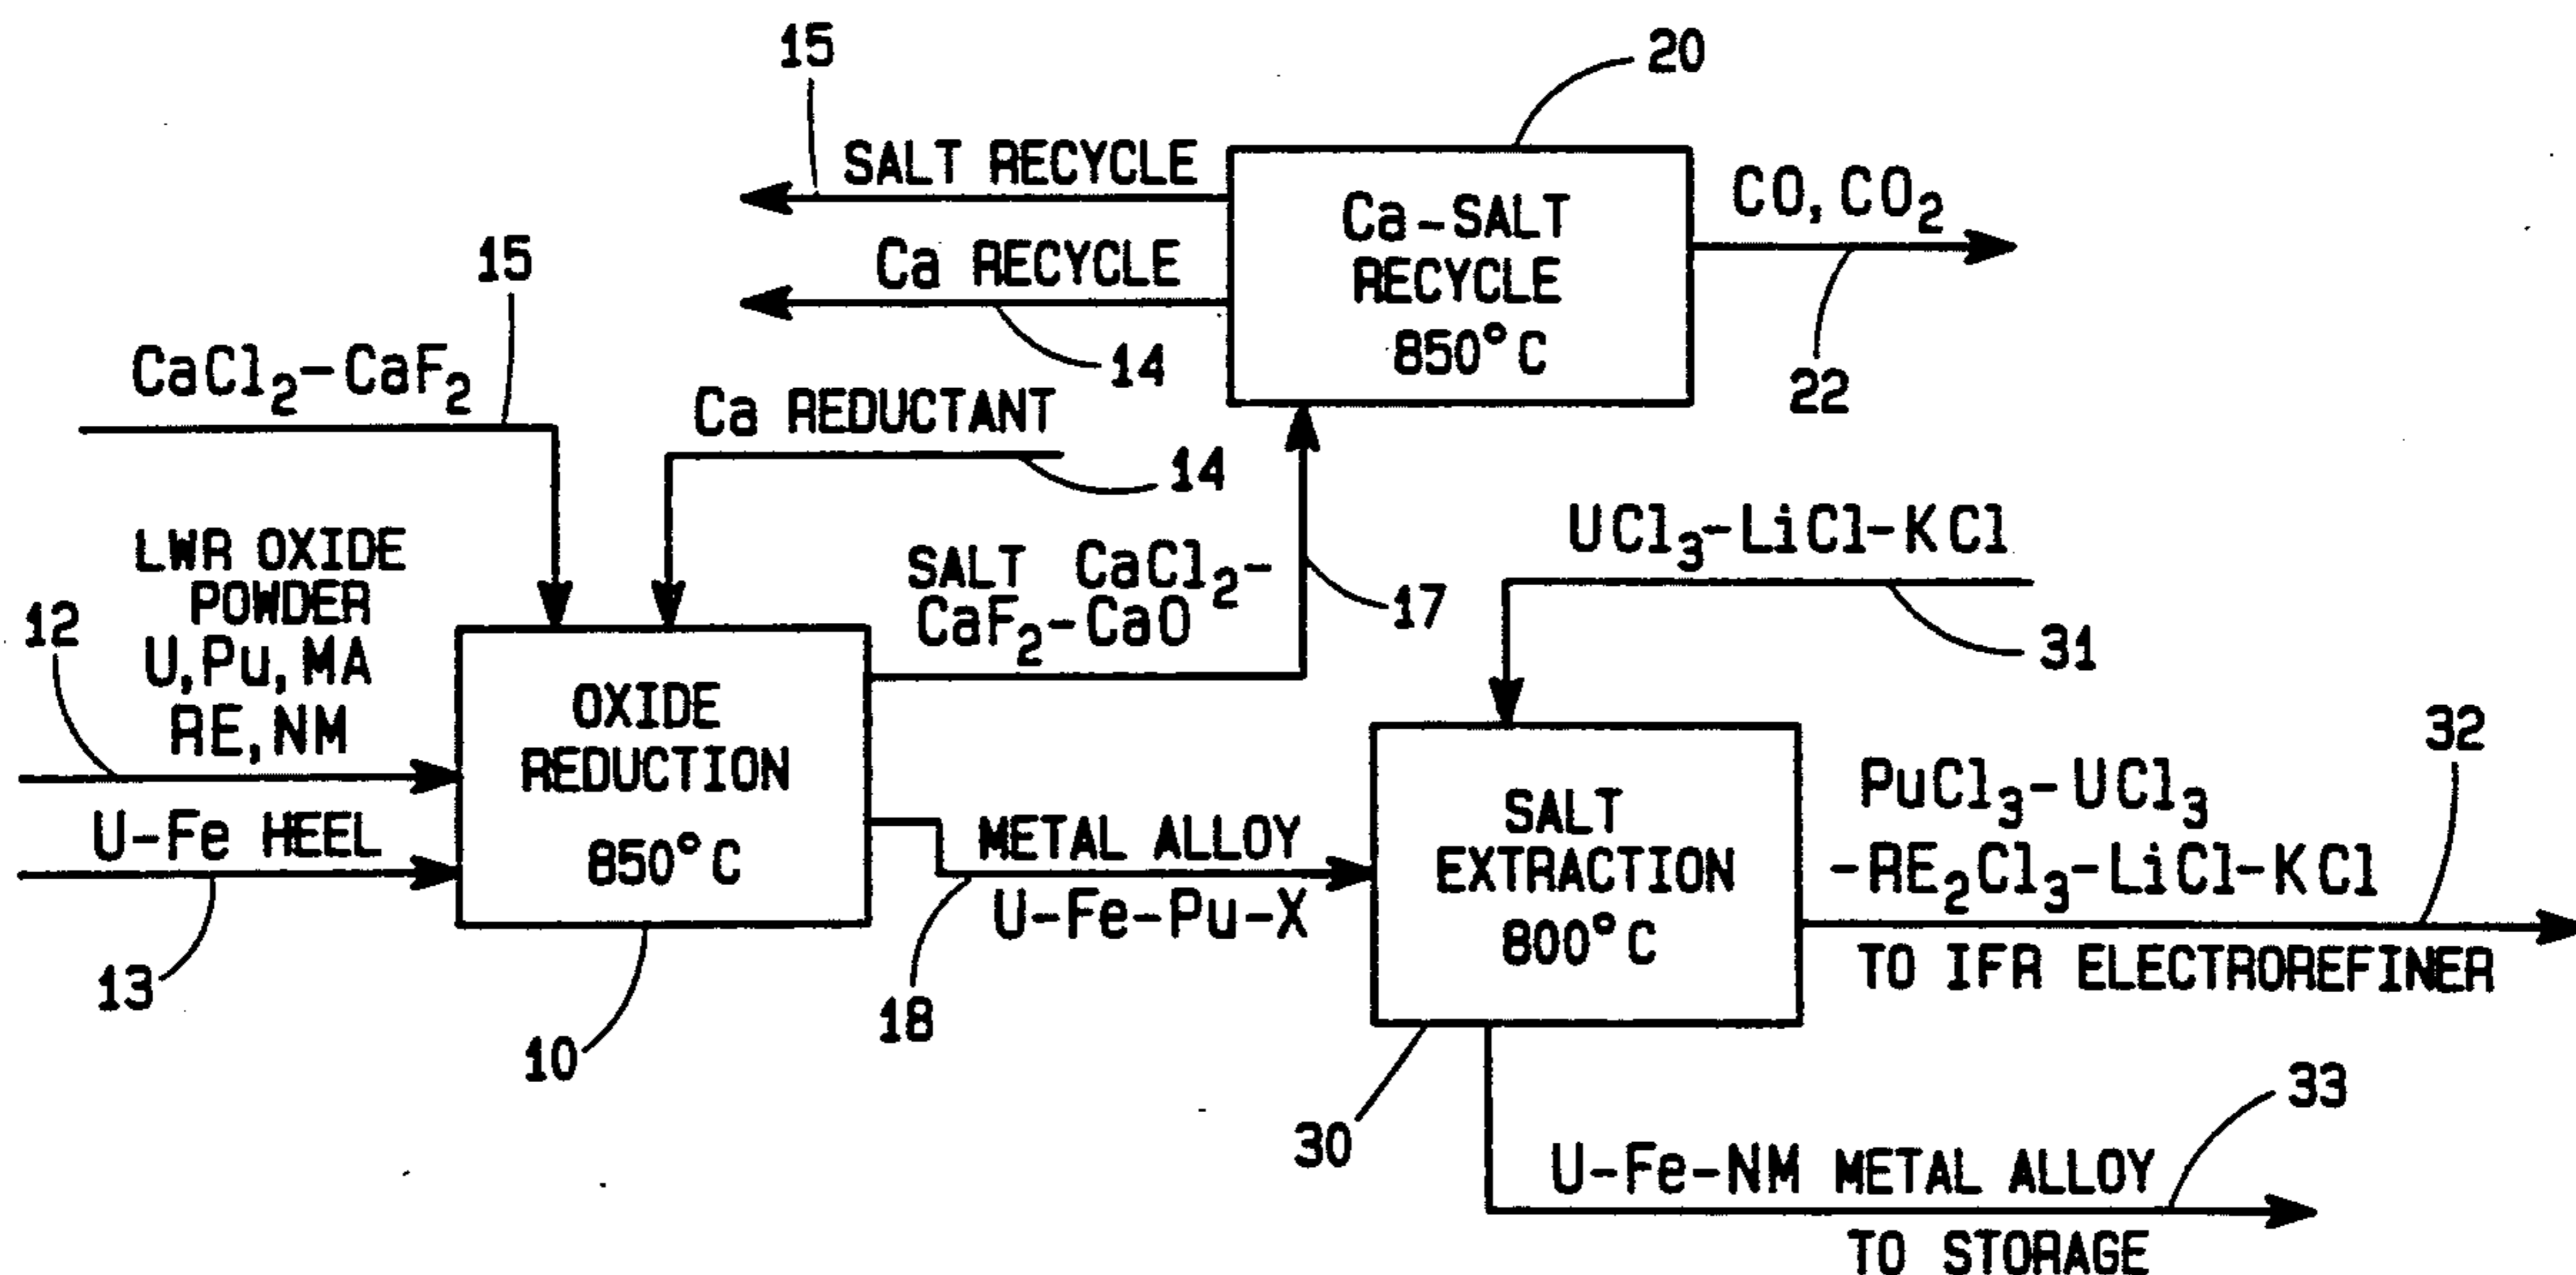 15
20
SALT RECYCLE
Ca-SALT
RECYCLE
850°C
CO, CO₂
22
Ca RECYCLE
14
15
CaCl₂-CaF₂
Ca REDUCTANT
14
LWR OXIDE
POWDER
U, Pu, MA
RE, NM
12
U-Fe HEEL
13
OXIDE
REDUCTION
850°C
10
SALT CaCl₂-
CaF₂-CaO
17
METAL ALLOY
U-Fe-Pu-X
18
UCl₃-LiCl-KCl
31
SALT
EXTRACTION
800°C
30
32
PuCl₃-UCl₃
-RE₂Cl₃-LiCl-KCl
TO IFR ELECTROREFINER
33
U-Fe-NM METAL ALLOY
TO STORAGE